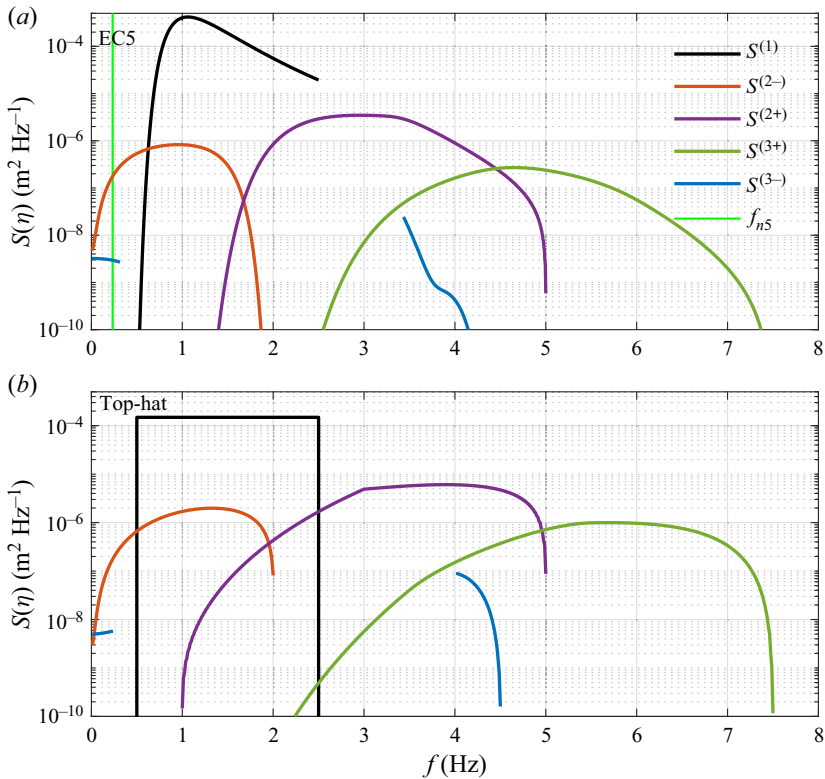 (a)
EC5
10⁻⁴
10⁻⁶
10⁻⁸
10⁻¹⁰
S(η) (m² Hz⁻¹)
S⁽¹⁾
S⁽²⁻⁾
S⁽²⁺⁾
S⁽³⁺⁾
S⁽³⁻⁾
fn5
0 1 2 3 4 5 6 7 8
(b)
Top-hat
10⁻⁴
10⁻⁶
10⁻⁸
10⁻¹⁰
S(η) (m² Hz⁻¹)
0 1 2 3 4 5 6 7 8
f (Hz)